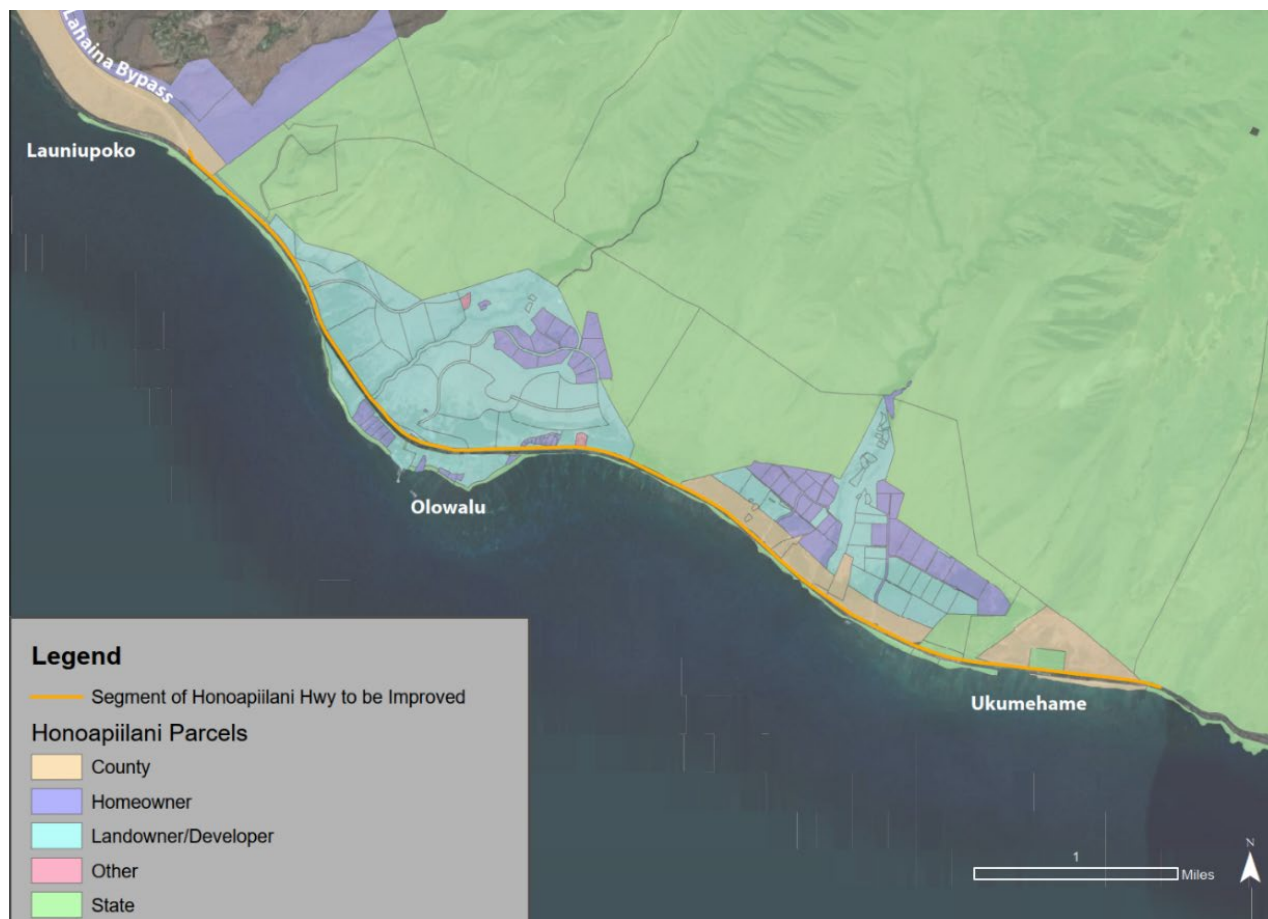 Lahaina Bypass
Launiupoko
Olowalu
Ukumehame
Legend
Segment of Honoapiilani Hwy to be Improved
Honoapiilani Parcels
County
Homeowner
Landowner/Developer
Other
State
1
Miles
N